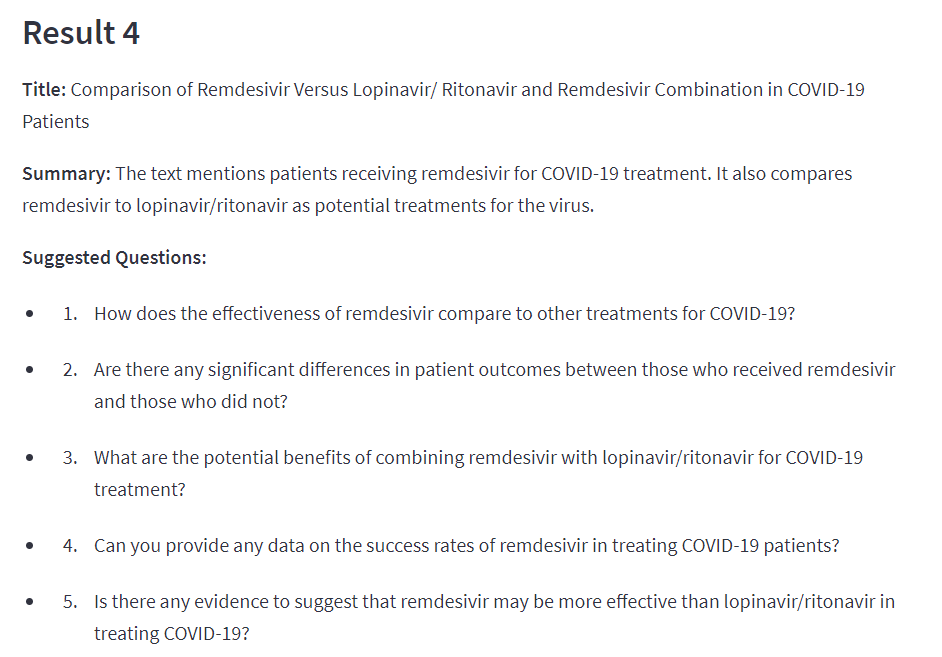 Result 4
Title: Comparison of Remdesivir Versus Lopinavir/ Ritonavir and Remdesivir Combination in COVID-19
Patients
Summary: The text mentions patients receiving remdesivir for COVID-19 treatment. It also compares
remdesivir to lopinavir/ritonavir as potential treatments for the virus.
Suggested Questions:
• 1. How does the effectiveness of remdesivir compare to other treatments for COVID-19?
• 2. Are there any significant differences in patient outcomes between those who received remdesivir
and those who did not?
• 3. What are the potential benefits of combining remdesivir with lopinavir/ritonavir for COVID-19
treatment?
• 4. Can you provide any data on the success rates of remdesivir in treating COVID-19 patients?
• 5. Is there any evidence to suggest that remdesivir may be more effective than lopinavir/ritonavir in
treating COVID-19?